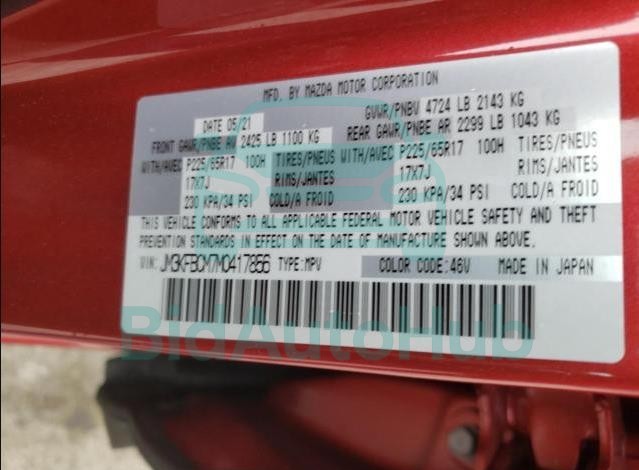 MFD. BY MAZDA MOTOR CORPORATION
DATE 05/21 GVWR/PNBV 4724 LB 2143 KG
FRONT GAWR/PNBE AV 2425 LB 1100 KG REAR GAWR/PNBE AR 2299 LB 1043 KG
WITH/AVEC P225/65R17 100H TIRES/PNEUS WITH/AVEC P225/65R17 100H TIRES/PNEUS
17X7J RIMS/JANTES 17X7J RIMS/JANTES
230 KPA/34 PSI COLD/A FROID 230 KPA/34 PSI COLD/A FROID
THIS VEHICLE CONFORMS TO ALL APPLICABLE FEDERAL MOTOR VEHICLE SAFETY AND THEFT
PREVENTION STANDARDS IN EFFECT ON THE DATE OF MANUFACTURE SHOWN ABOVE.
VIN: JM3KFBCM7M0417856 TYPE:MPV COLOR CODE:46V MADE IN JAPAN
BidAutoHub